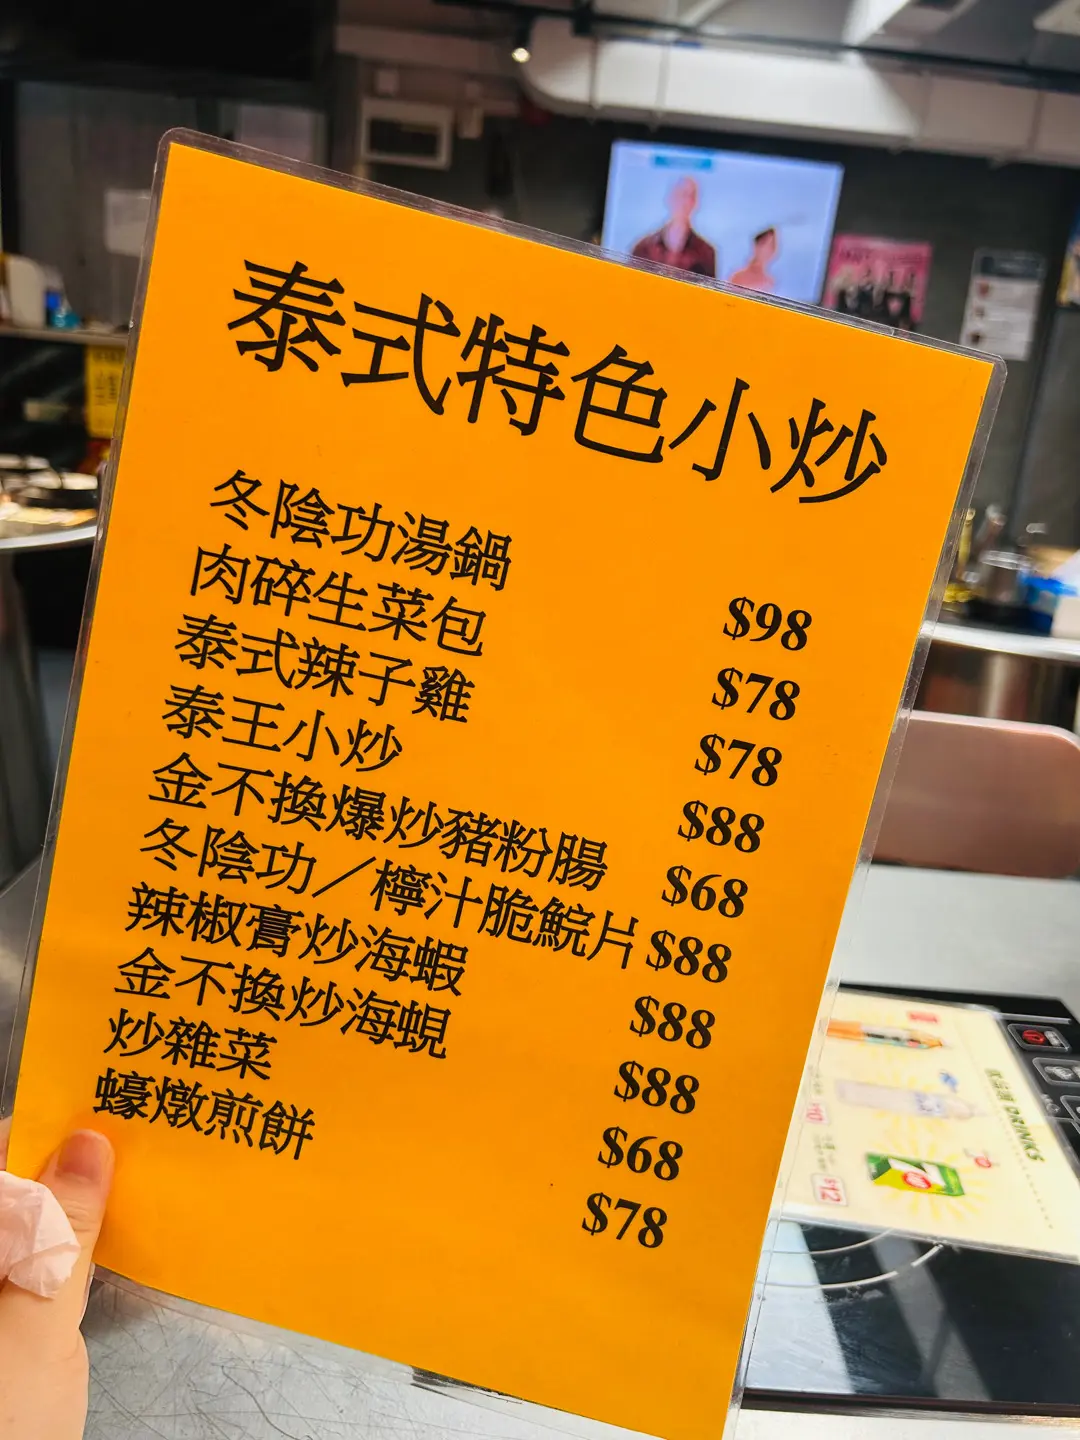 泰式特色小炒
冬陰功湯鍋 $98
肉碎生菜包 $78
泰式辣子雞 $78
泰王小炒 $88
金不換爆炒豬粉腸 $68
冬陰功／檸汁脆鯇片 $88
辣椒膏炒海蝦 $88
金不換炒海蜆 $88
炒雜菜 $68
蠔燉煎餅 $78
DRINKS
$12